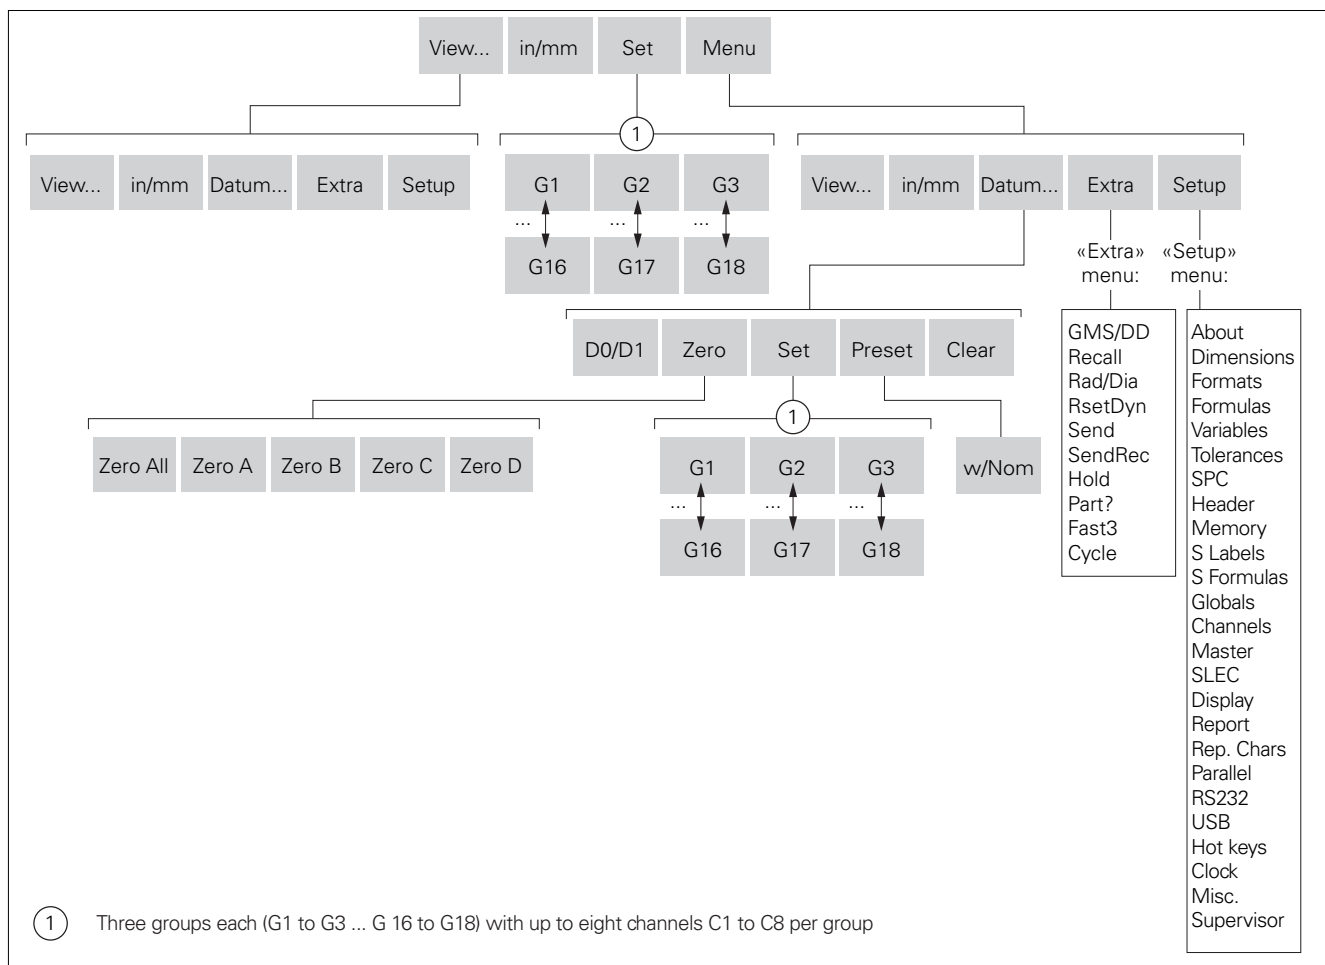 View... in/mm Set Menu
1
View... in/mm Datum... Extra Setup
G1 G2 G3
... ... ...
G16 G17 G18
View... in/mm Datum... Extra Setup
«Extra»
menu:
«Setup»
menu:
D0/D1 Zero Set Preset Clear
Zero All Zero A Zero B Zero C Zero D
1
G1 G2 G3
... ... ...
G16 G17 G18
w/Nom
GMS/DD
Recall
Rad/Dia
RsetDyn
Send
SendRec
Hold
Part?
Fast3
Cycle
About
Dimensions
Formats
Formulas
Variables
Tolerances
SPC
Header
Memory
S Labels
S Formulas
Globals
Channels
Master
SLEC
Display
Report
Rep. Chars
Parallel
RS232
USB
Hot keys
Clock
Misc.
Supervisor
1 Three groups each (G1 to G3 ... G 16 to G18) with up to eight channels C1 to C8 per group